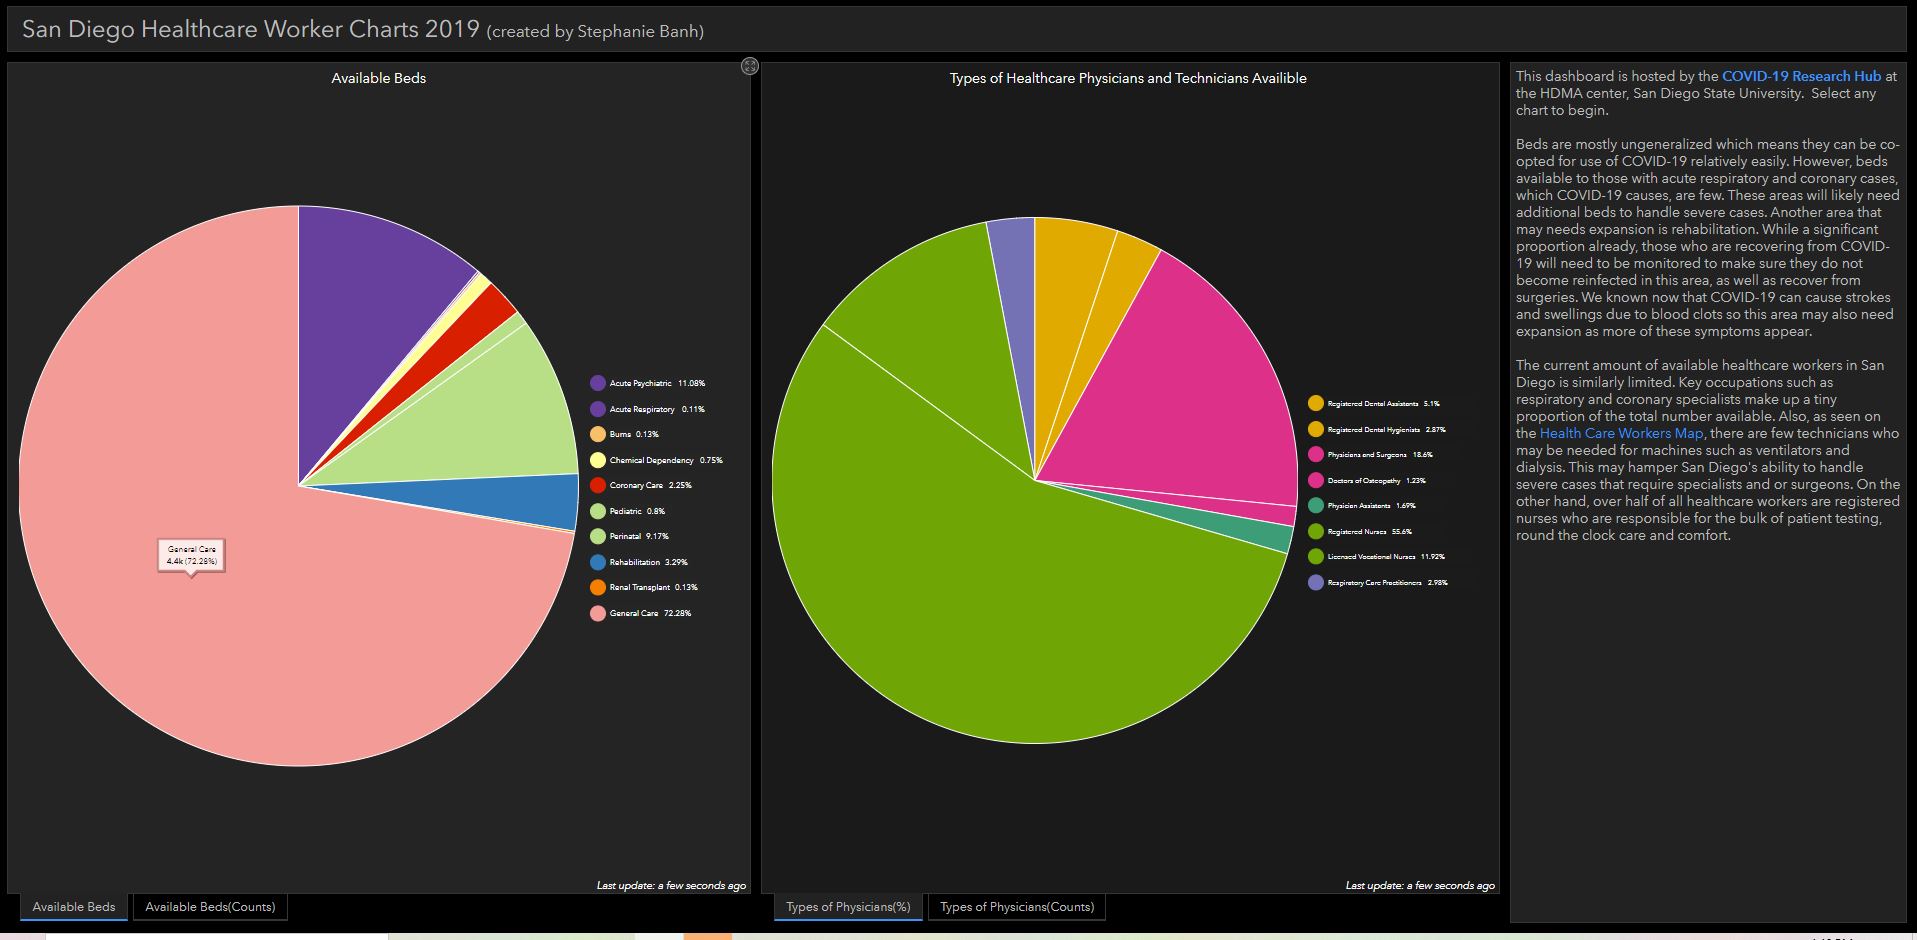 San Diego Healthcare Worker Charts 2019 (created by Stephanie Banh)
Available Beds
Acute Psychiatric 11.08%
Acute Respiratory 0.11%
Burns 0.13%
Chemical Dependency 0.75%
Coronary Care 2.25%
Pediatric 0.8%
Perinatal 9.17%
Rehabilitation 3.29%
Renal Transplant 0.13%
General Care 72.28%
General Care
4.4k (72.28%)
Last update: a few seconds ago
Available Beds
Available Beds(Counts)
Types of Healthcare Physicians and Technicians Availible
Registered Dental Assistants 5.1%
Registered Dental Hygienists 2.87%
Physicians and Surgeons 18.6%
Doctors of Osteopathy 1.23%
Physician Assistants 1.69%
Registered Nurses 55.6%
Licensed Vocational Nurses 11.92%
Respiratory Care Practitioners 2.98%
Last update: a few seconds ago
Types of Physicians(%)
Types of Physicians(Counts)
This dashboard is hosted by the COVID-19 Research Hub at
the HDMA center, San Diego State University. Select any
chart to begin.
Beds are mostly ungeneralized which means they can be co-
opted for use of COVID-19 relatively easily. However, beds
available to those with acute respiratory and coronary cases,
which COVID-19 causes, are few. These areas will likely need
additional beds to handle severe cases. Another area that
may needs expansion is rehabilitation. While a significant
proportion already, those who are recovering from COVID-
19 will need to be monitored to make sure they do not
become reinfected in this area, as well as recover from
surgeries. We known now that COVID-19 can cause strokes
and swellings due to blood clots so this area may also need
expansion as more of these symptoms appear.
The current amount of available healthcare workers in San
Diego is similarly limited. Key occupations such as
respiratory and coronary specialists make up a tiny
proportion of the total number available. Also, as seen on
the Health Care Workers Map, there are few technicians who
may be needed for machines such as ventilators and
dialysis. This may hamper San Diego's ability to handle
severe cases that require specialists and or surgeons. On the
other hand, over half of all healthcare workers are registered
nurses who are responsible for the bulk of patient testing,
round the clock care and comfort.